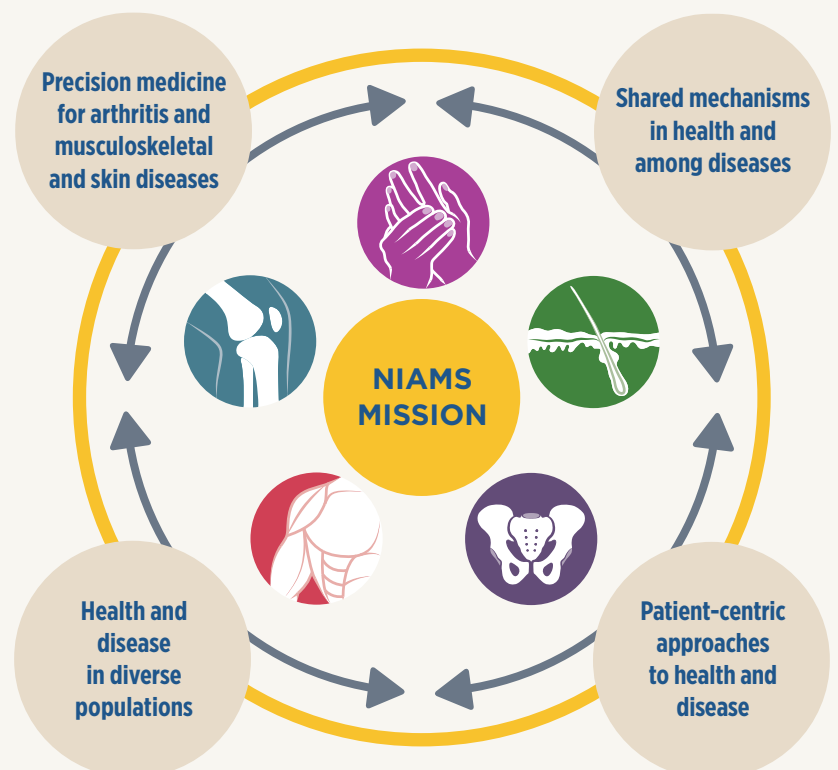 Precision medicine
for arthritis and
musculoskeletal
and skin diseases
Shared mechanisms
in health and
among diseases
NIAMS
MISSION
Health and
disease
in diverse
populations
Patient-centric
approaches
to health and
disease